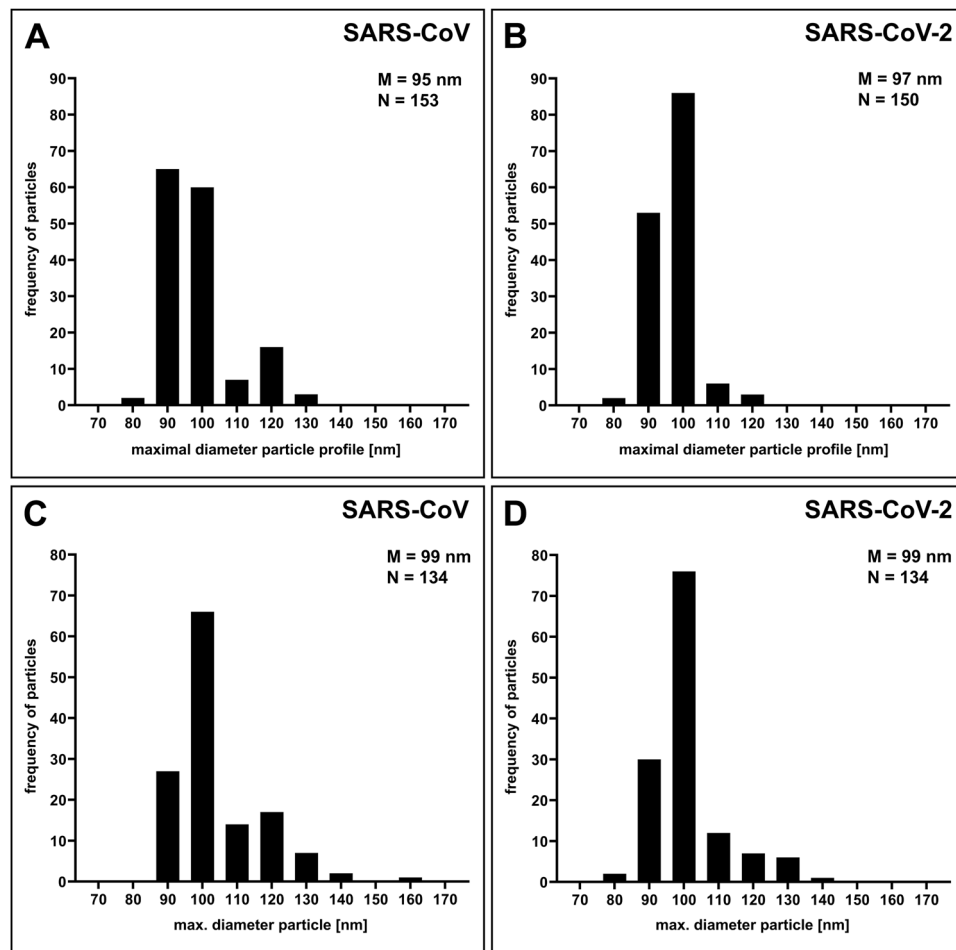 A
SARS-CoV
M = 95 nm
N = 153
frequency of particles
90
80
70
60
50
40
30
20
10
0
70 80 90 100 110 120 130 140 150 160 170
maximal diameter particle profile [nm]
B
SARS-CoV-2
M = 97 nm
N = 150
frequency of particles
90
80
70
60
50
40
30
20
10
0
70 80 90 100 110 120 130 140 150 160 170
maximal diameter particle profile [nm]
C
SARS-CoV
M = 99 nm
N = 134
frequency of particles
80
70
60
50
40
30
20
10
0
70 80 90 100 110 120 130 140 150 160 170
max. diameter particle [nm]
D
SARS-CoV-2
M = 99 nm
N = 134
frequency of particles
80
70
60
50
40
30
20
10
0
70 80 90 100 110 120 130 140 150 160 170
max. diameter particle [nm]